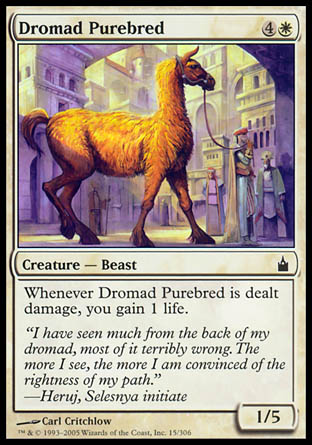 Dromad Purebred 4
Creature — Beast
Whenever Dromad Purebred is dealt
damage, you gain 1 life.
“I have seen much from the back of my
dromad, most of it terribly wrong. The
more I see, the more I am convinced of the
rightness of my path.”
—Heruj, Selesnya initiate
Carl Critchlow
™ & © 1993–2005 Wizards of the Coast, Inc. 15/306
1/5